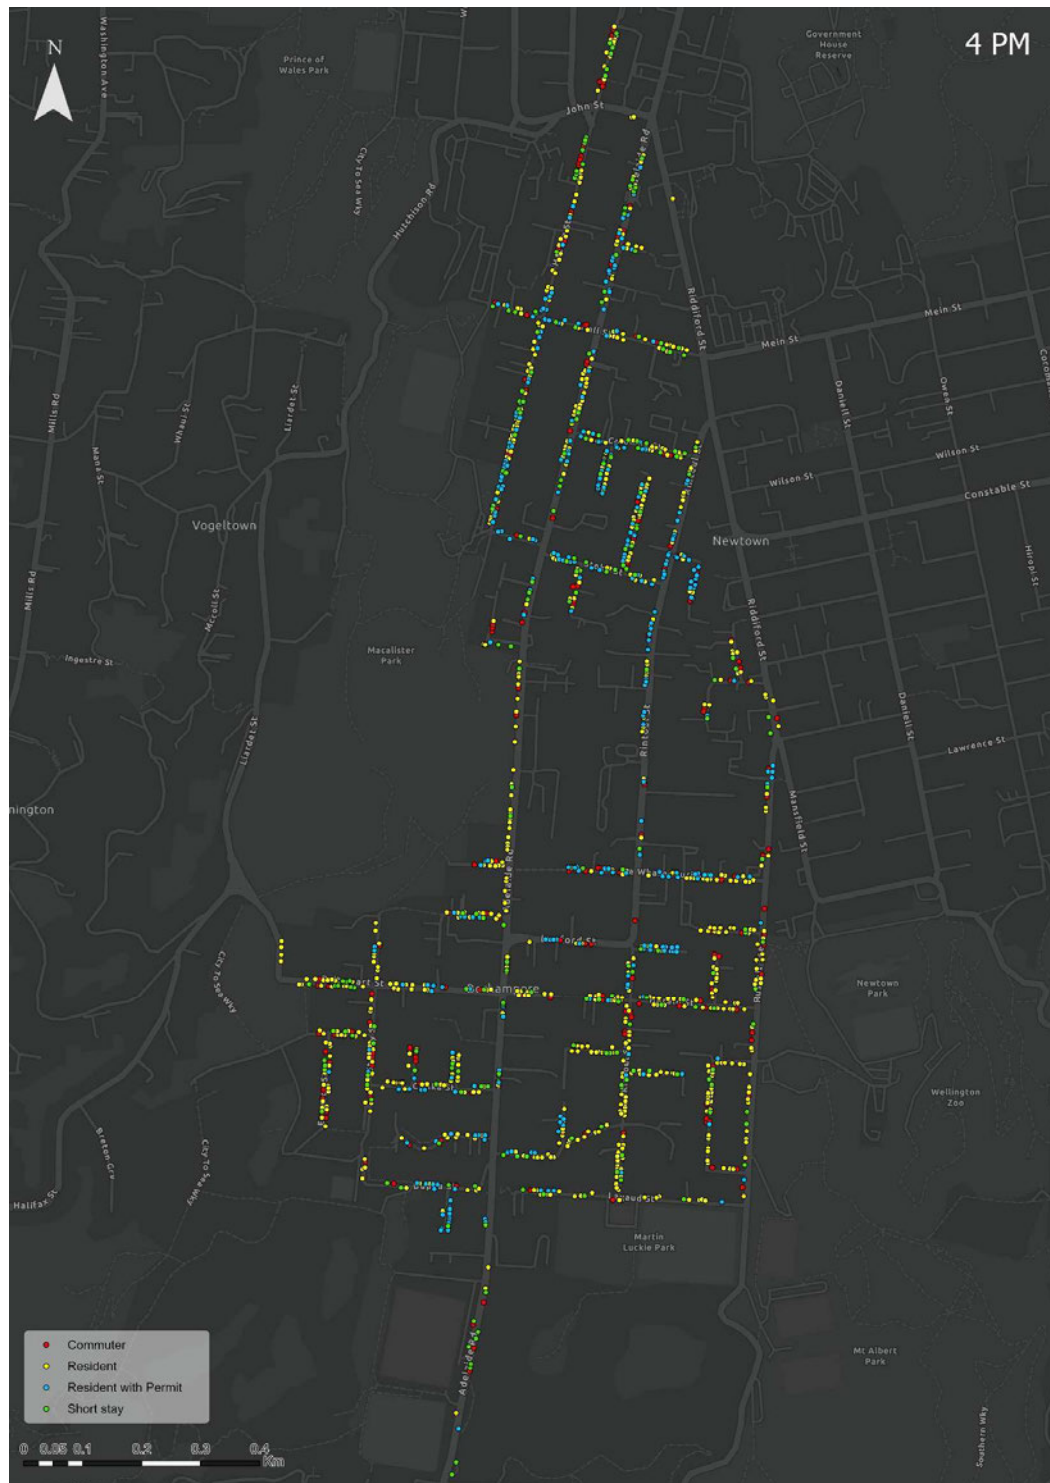 4 PM
N
Washington Ave
Prince of
Wales Park
Government
House
Reserve
John St
City To Sea Wky
Hutchison Rd
Riddiford St
Mein St
Mein St
Mills Rd
Mana St
Whaui St
Liardet St
Daniell St
Owen St
Wilson St
Wilson St
Constable St
Vogeltown
Newtown
Hiropi St
Mills Rd
Mccoll St
Riddiford St
Ingestre St
Macalister
Park
Liardet St
Daniell St
Lawrence St
Mansfield St
nington
Adelaide Rd
City To Sea Wky
Newtown
Park
Wellington
Zoo
Breton Grv
City To Sea Wky
Halifax St
Martin
Luckie Park
Adelaide Rd
Mt Albert
Park
Southern Wky
Commuter
Resident
Resident with Permit
Short stay
0 0.05 0.1 0.2 0.3 0.4
Km